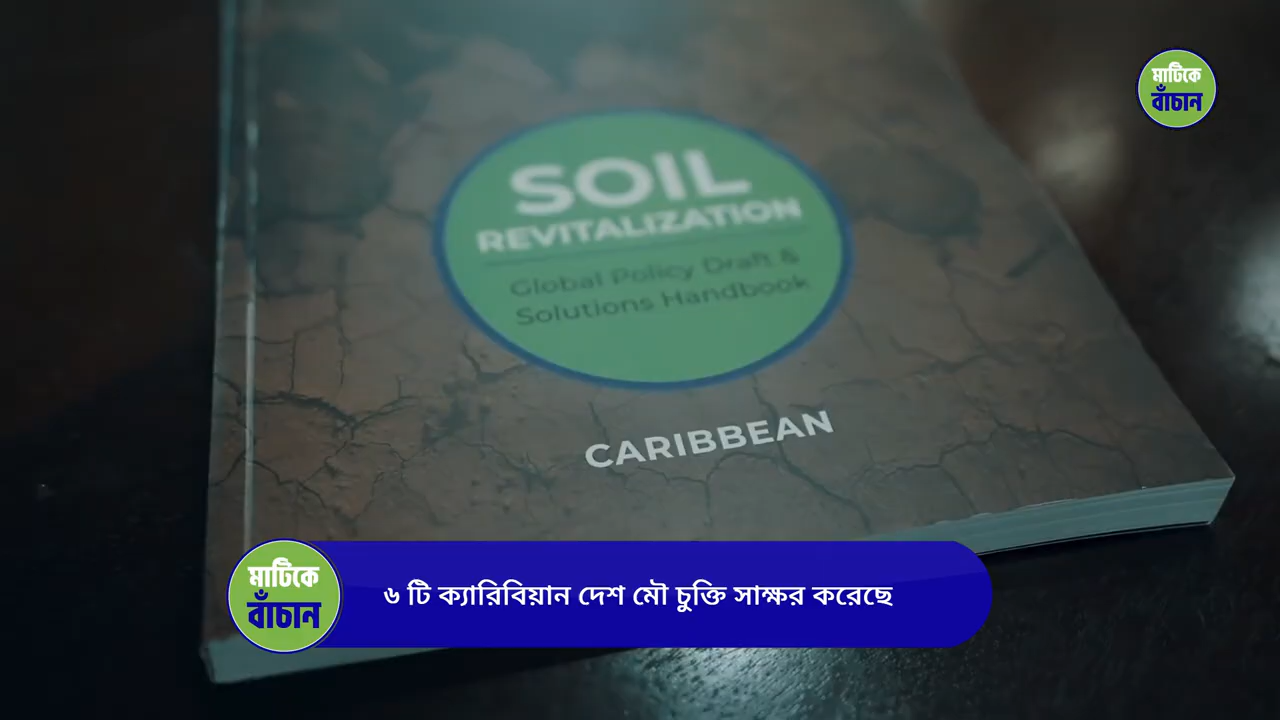 মাটিকে
বাঁচান
SOIL
REVITALIZATION
Global Policy Draft &
Solutions Handbook
CARIBBEAN
মাটিকে
বাঁচান
৬ টি ক্যারিবিয়ান দেশ মৌ চুক্তি সাক্ষর করেছে